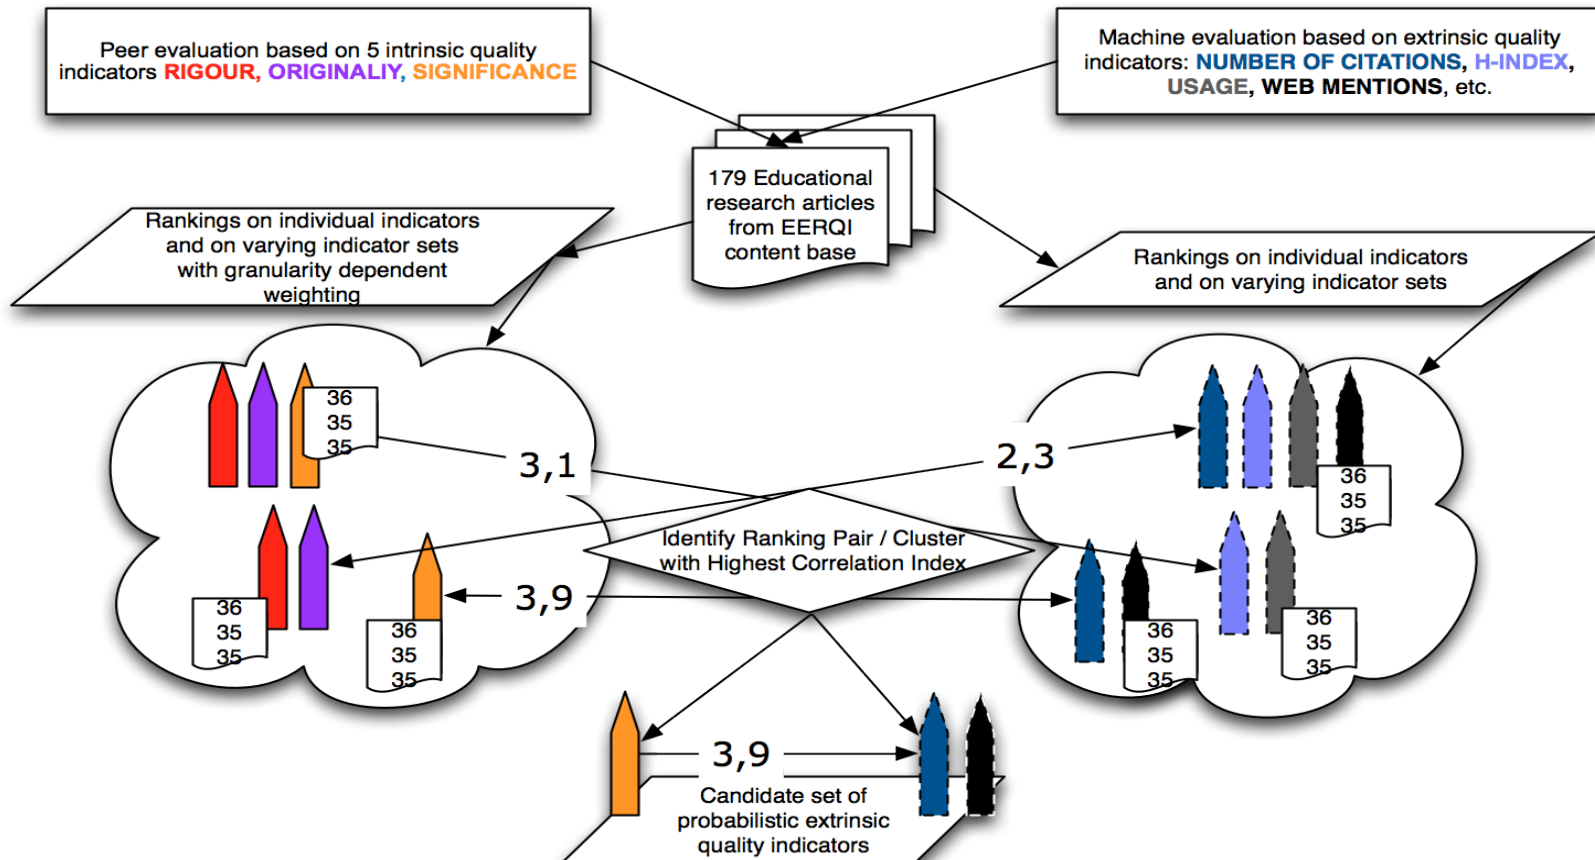 Peer evaluation based on 5 intrinsic quality
indicators RIGOUR, ORIGINALIY, SIGNIFICANCE
Machine evaluation based on extrinsic quality
indicators: NUMBER OF CITATIONS, H-INDEX,
USAGE, WEB MENTIONS, etc.
179 Educational
research articles
from EERQI
content base
Rankings on individual indicators
and on varying indicator sets
with granularity dependent
weighting
Rankings on individual indicators
and on varying indicator sets
36
35
35
3,1
2,3
36
35
35
Identify Ranking Pair / Cluster
with Highest Correlation Index
3,9
36
35
35
36
35
35
36
35
35
36
35
35
3,9
Candidate set of
probabilistic extrinsic
quality indicators